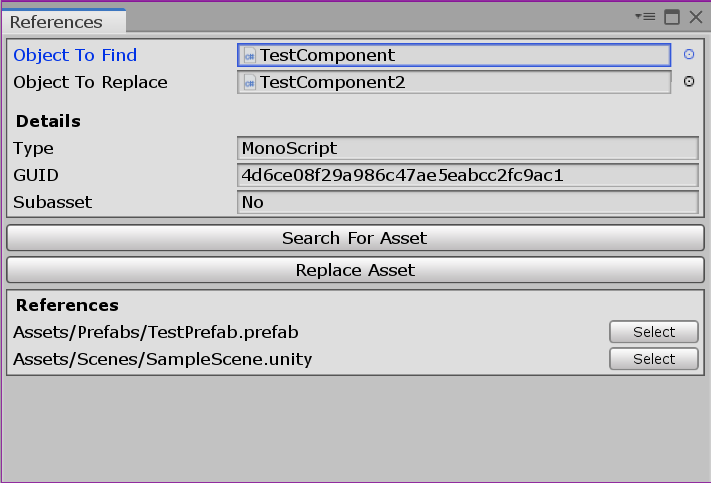 References
Object To Find TestComponent
Object To Replace TestComponent2
Details
Type MonoScript
GUID 4d6ce08f29a986c47ae5eabcc2fc9ac1
Subasset No
Search For Asset
Replace Asset
References
Assets/Prefabs/TestPrefab.prefab Select
Assets/Scenes/SampleScene.unity Select